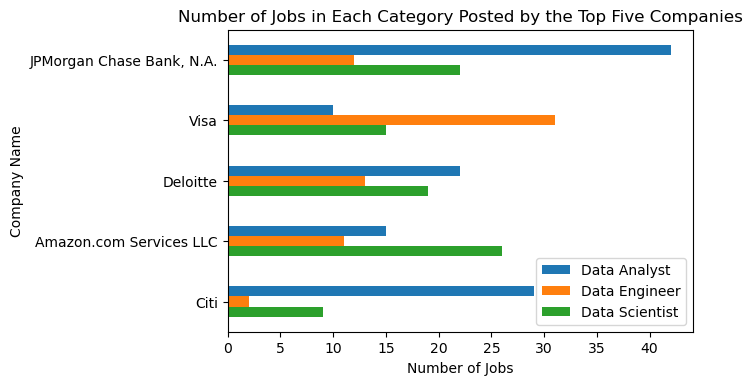 Number of Jobs in Each Category Posted by the Top Five Companies
Company Name
JPMorgan Chase Bank, N.A.
Visa
Deloitte
Amazon.com Services LLC
Citi
Data Analyst
Data Engineer
Data Scientist
0 5 10 15 20 25 30 35 40
Number of Jobs